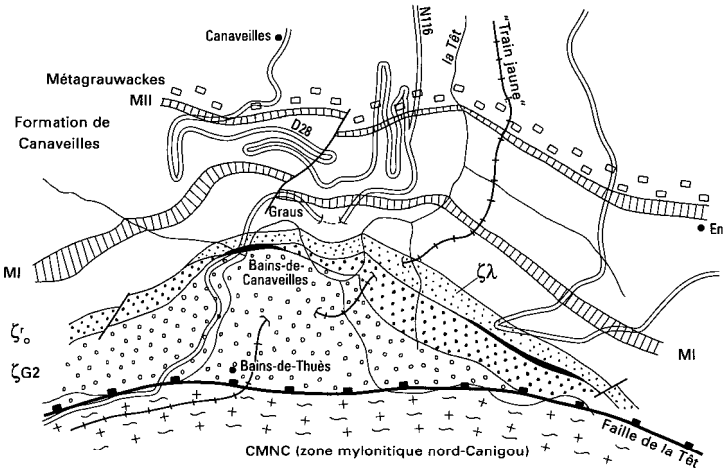 Canaveilles
N116
la Têt
"Train jaune"
Métagrauwackes
MII
Formation de
Canaveilles
D28
Graus
En
MI
Bains-de-
Canaveilles
ζλ
ζʳₒ
MI
ζG2
Bains-de-Thuès
Faille de la Têt
CMNC (zone mylonitique nord-Canigou)